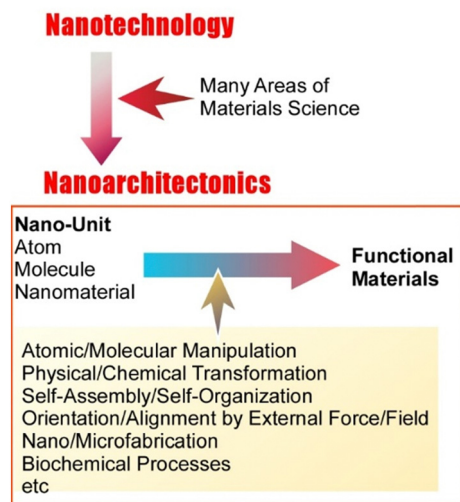 Nanotechnology
Many Areas of
Materials Science
Nanoarchitectonics
Nano-Unit
Atom
Molecule
Nanomaterial
Functional
Materials
Atomic/Molecular Manipulation
Physical/Chemical Transformation
Self-Assembly/Self-Organization
Orientation/Alignment by External Force/Field
Nano/Microfabrication
Biochemical Processes
etc